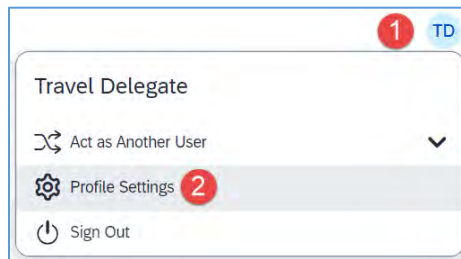 1 TD
Travel Delegate
Act as Another User
Profile Settings 2
Sign Out